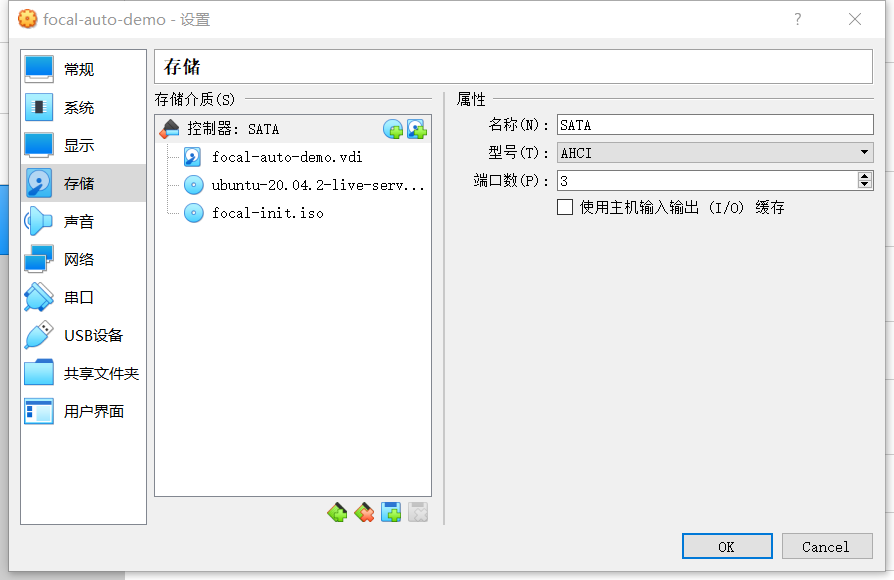 focal-auto-demo - 设置
?
常规
系统
显示
存储
声音
网络
串口
USB设备
共享文件夹
用户界面
存储
存储介质(S)
控制器: SATA
focal-auto-demo.vdi
ubuntu-20.04.2-live-serv...
focal-init.iso
属性
名称(N): SATA
型号(T): AHCI
端口数(P): 3
使用主机输入输出 (I/O) 缓存
OK
Cancel